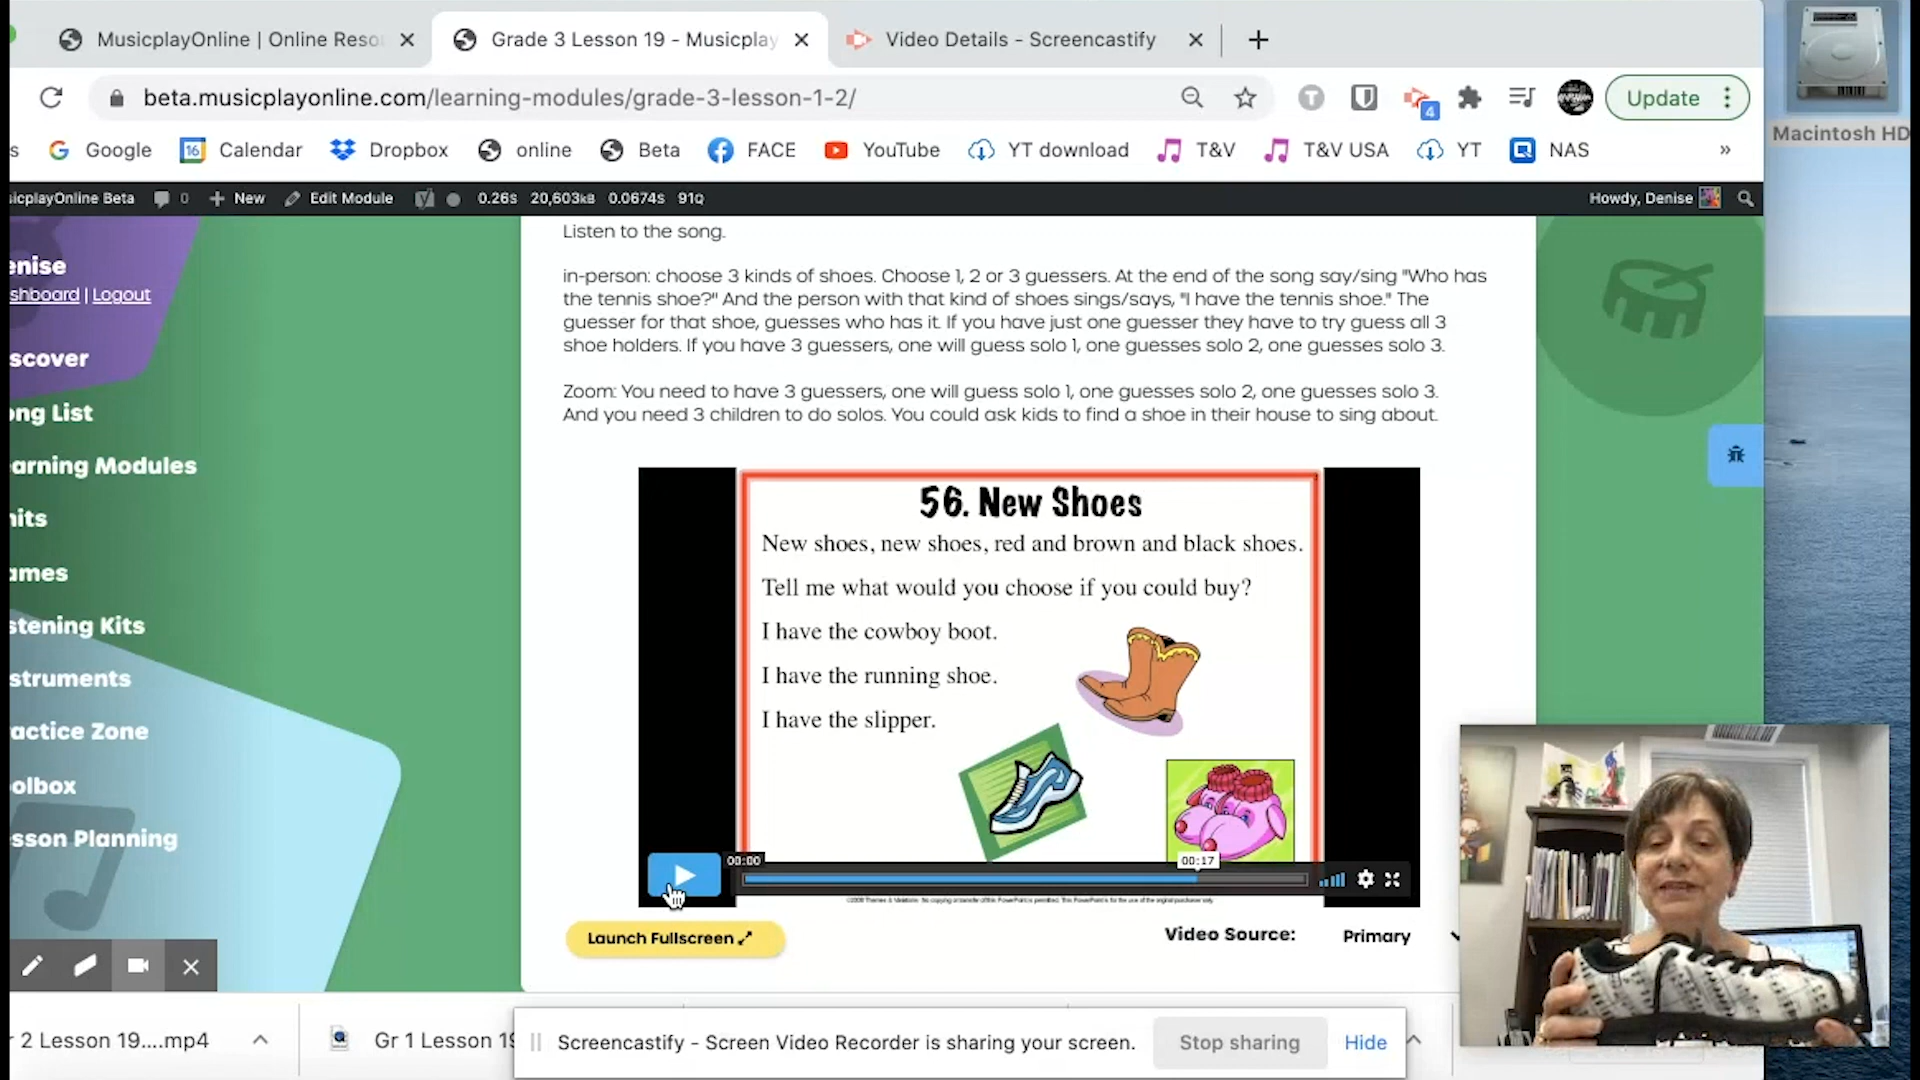 MusicplayOnline | Online Reso
Grade 3 Lesson 19 - Musicplay
Video Details - Screencastify
beta.musicplayonline.com/learning-modules/grade-3-lesson-1-2/
T
4
Update
s
Google
16
Calendar
Dropbox
online
Beta
FACE
YouTube
YT download
T&V
T&V USA
YT
NAS
»
Macintosh HD
usicplayOnline Beta
0
New
Edit Module
0.26s 20,603KB 0.0674s 91Q
Howdy, Denise
enise
shboard | Logout
scover
ong List
arning Modules
nits
ames
stening Kits
struments
actice Zone
olbox
sson Planning
Listen to the song.
in-person: choose 3 kinds of shoes. Choose 1, 2 or 3 guessers. At the end of the song say/sing "Who has
the tennis shoe?" And the person with that kind of shoes sings/says, "I have the tennis shoe." The
guesser for that shoe, guesses who has it. If you have just one guesser they have to try guess all 3
shoe holders. If you have 3 guessers, one will guess solo 1, one guesses solo 2, one guesses solo 3.
Zoom: You need to have 3 guessers, one will guess solo 1, one guesses solo 2, one guesses solo 3.
And you need 3 children to do solos. You could ask kids to find a shoe in their house to sing about.
56. New Shoes
New shoes, new shoes, red and brown and black shoes.
Tell me what would you choose if you could buy?
I have the cowboy boot.
I have the running shoe.
I have the slipper.
00:00
00:17
Launch Fullscreen
Video Source:
Primary
r 2 Lesson 19....mp4
Gr 1 Lesson 19
Screencastify - Screen Video Recorder is sharing your screen.
Stop sharing
Hide